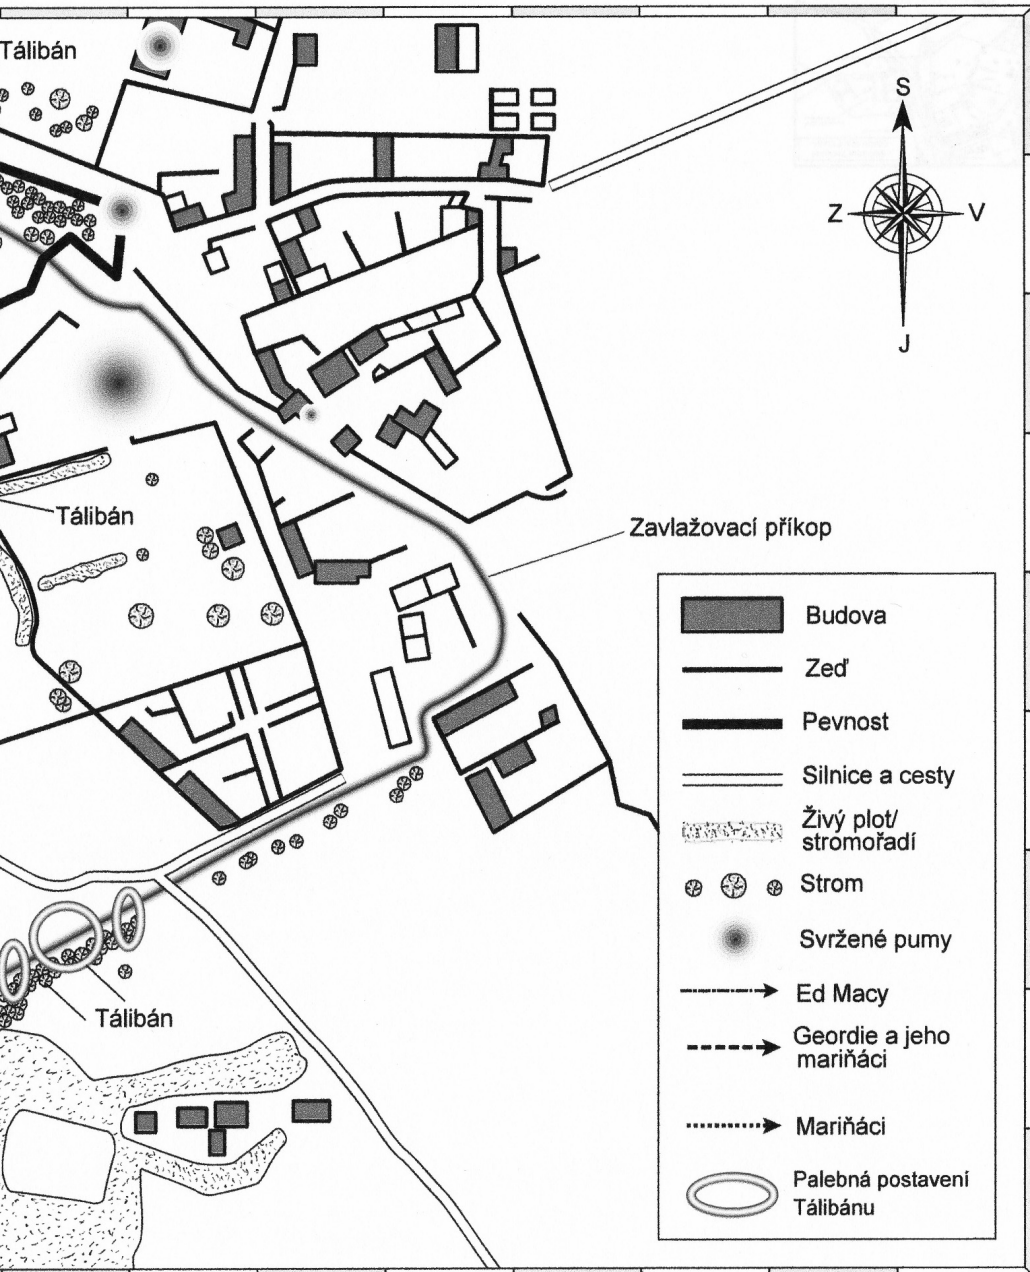 Tálibán
S
Z
V
J
Tálibán
Zavlažovací příkop
Budova
Zeď
Pevnost
Silnice a cesty
Živý plot/
stromořadí
Strom
Svržené pumy
Ed Macy
Geordie a jeho
mariňáci
Mariňáci
Palebná postavení
Tálibánu
Tálibán